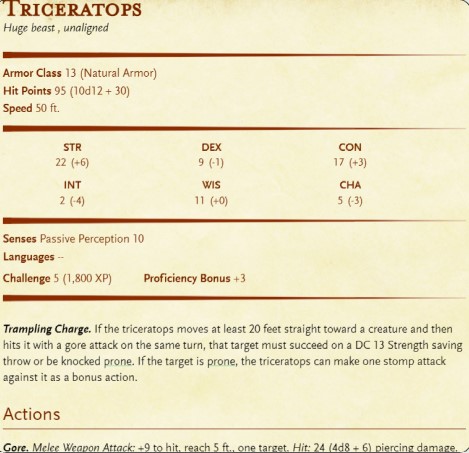 TRICERATOPS
Huge beast , unaligned
Armor Class 13 (Natural Armor)
Hit Points 95 (10d12 + 30)
Speed 50 ft.
STR DEX CON
22 (+6) 9 (-1) 17 (+3)
INT WIS CHA
2 (-4) 11 (+0) 5 (-3)
Senses Passive Perception 10
Languages --
Challenge 5 (1,800 XP) Proficiency Bonus +3
Trampling Charge. If the triceratops moves at least 20 feet straight toward a creature and then
hits it with a gore attack on the same turn, that target must succeed on a DC 13 Strength saving
throw or be knocked prone. If the target is prone, the triceratops can make one stomp attack
against it as a bonus action.
Actions
Gore. Melee Weapon Attack: +9 to hit, reach 5 ft., one target. Hit: 24 (4d8 + 6) piercing damage.